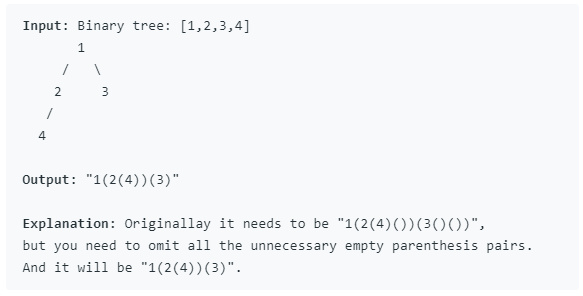 Input: Binary tree: [1,2,3,4]
1
/ \
2 3
/
4
Output: "1(2(4))(3)"
Explanation: Originallay it needs to be "1(2(4)())(3()())",
but you need to omit all the unnecessary empty parenthesis pairs.
And it will be "1(2(4))(3)".